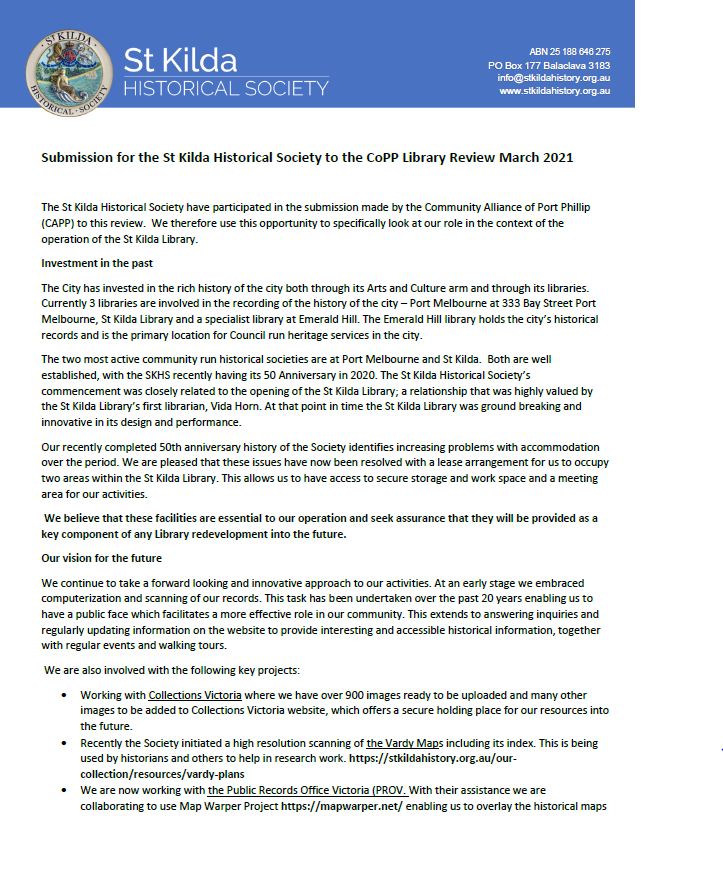 ST KILDA
HISTORICAL SOCIETY
St Kilda
HISTORICAL SOCIETY
ABN 25 188 646 275
PO Box 177 Balaclava 3183
info@stkildahistory.org.au
www.stkildahistory.org.au
Submission for the St Kilda Historical Society to the CoPP Library Review March 2021
The St Kilda Historical Society have participated in the submission made by the Community Alliance of Port Phillip
(CAPP) to this review.  We therefore use this opportunity to specifically look at our role in the context of the
operation of the St Kilda Library.
Investment in the past
The City has invested in the rich history of the city both through its Arts and Culture arm and through its libraries.
Currently 3 libraries are involved in the recording of the history of the city – Port Melbourne at 333 Bay Street Port
Melbourne, St Kilda Library and a specialist library at Emerald Hill. The Emerald Hill library holds the city's historical
records and is the primary location for Council run heritage services in the city.
The two most active community run historical societies are at Port Melbourne and St Kilda.  Both are well
established, with the SKHS recently having its 50 Anniversary in 2020. The St Kilda Historical Society's
commencement was closely related to the opening of the St Kilda Library; a relationship that was highly valued by
the St Kilda Library's first librarian, Vida Horn. At that point in time the St Kilda Library was ground breaking and
innovative in its design and performance.
Our recently completed 50th anniversary history of the Society identifies increasing problems with accommodation
over the period. We are pleased that these issues have now been resolved with a lease arrangement for us to occupy
two areas within the St Kilda Library. This allows us to have access to secure storage and work space and a meeting
area for our activities.
We believe that these facilities are essential to our operation and seek assurance that they will be provided as a
key component of any Library redevelopment into the future.
Our vision for the future
We continue to take a forward looking and innovative approach to our activities. At an early stage we embraced
computerization and scanning of our records. This task has been undertaken over the past 20 years enabling us to
have a public face which facilitates a more effective role in our community. This extends to answering inquiries and
regularly updating information on the website to provide interesting and accessible historical information, together
with regular events and walking tours.
We are also involved with the following key projects:
• Working with Collections Victoria where we have over 900 images ready to be uploaded and many other
images to be added to Collections Victoria website, which offers a secure holding place for our resources into
the future.
• Recently the Society initiated a high resolution scanning of the Vardy Maps including its index. This is being
used by historians and others to help in research work. https://stkildahistory.org.au/our-
collection/resources/vardy-plans
• We are now working with the Public Records Office Victoria (PROV. With their assistance we are
collaborating to use Map Warper Project https://mapwarper.net/ enabling us to overlay the historical maps